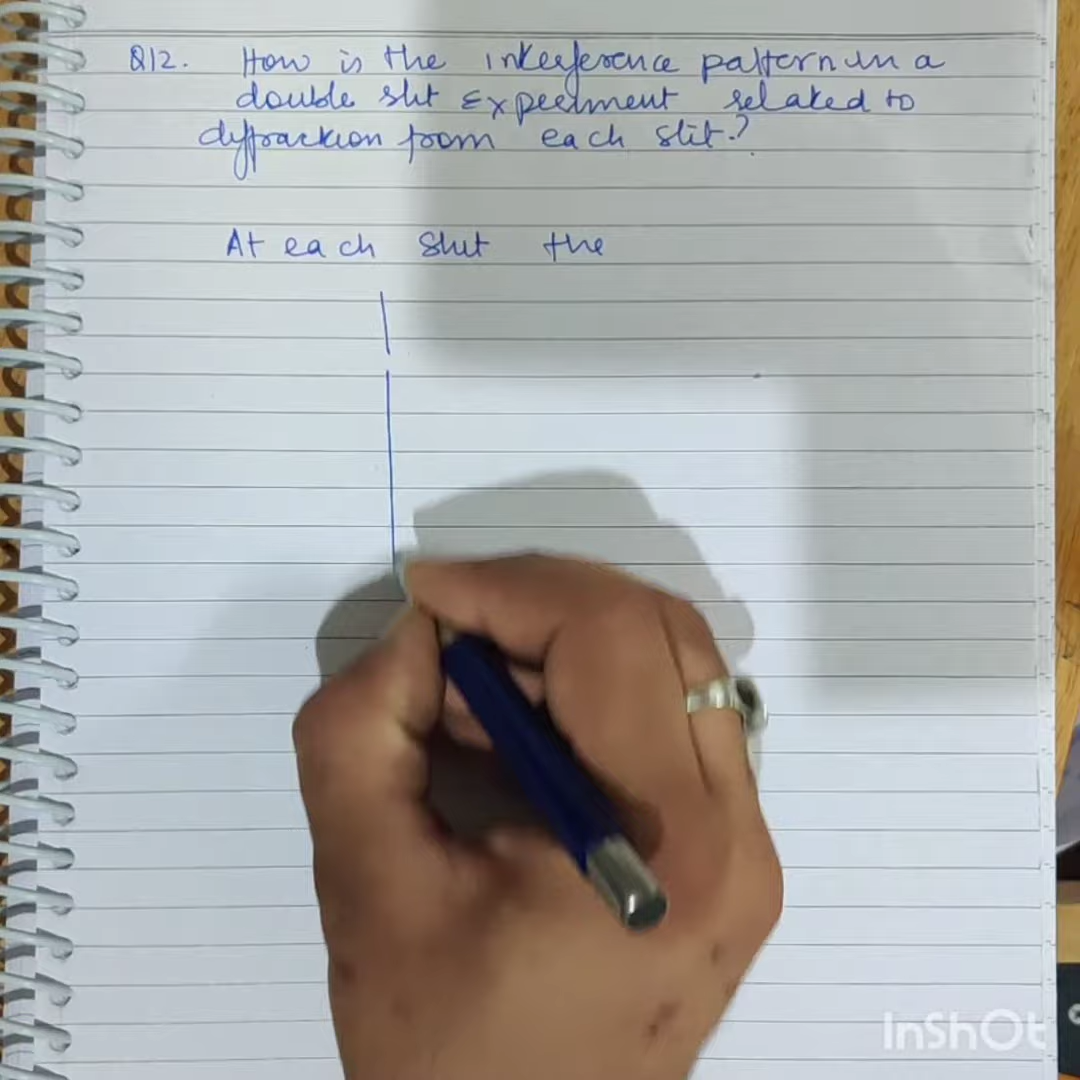 Q12. How is the interference pattern in a
double slit Experiment related to
diffraction from each slit?
At each slit the
InShOt